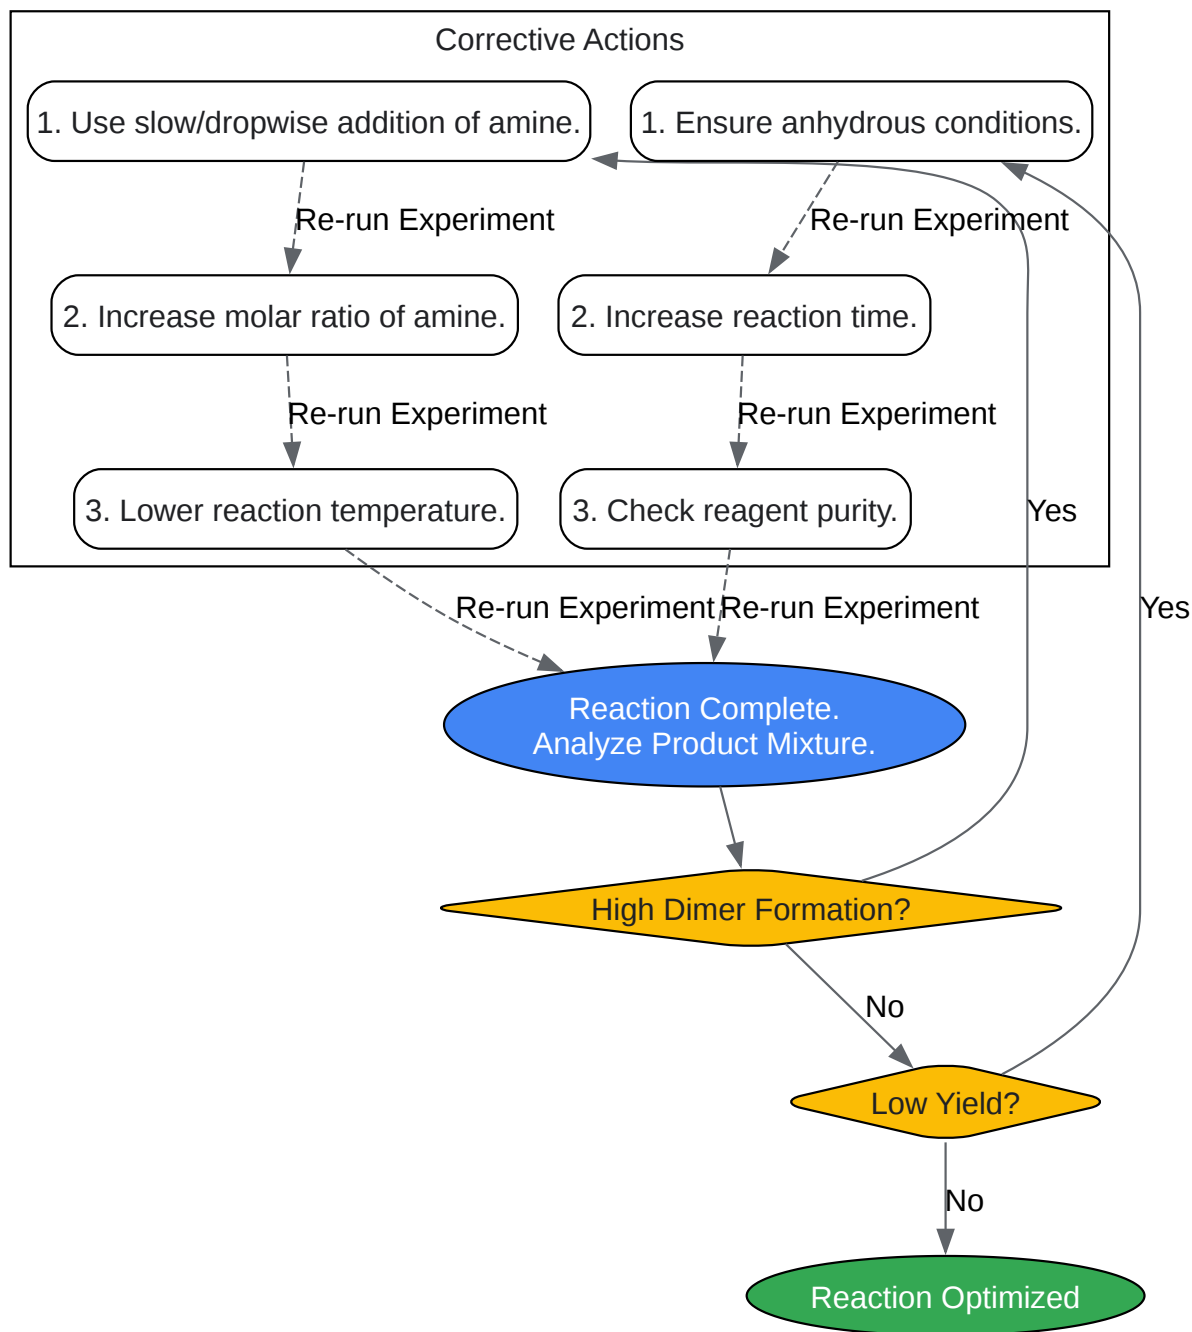 Corrective Actions
1. Use slow/dropwise addition of amine.
1. Ensure anhydrous conditions.
Re-run Experiment
Re-run Experiment
2. Increase molar ratio of amine.
2. Increase reaction time.
Re-run Experiment
Re-run Experiment
3. Lower reaction temperature.
3. Check reagent purity.
Yes
Re-run Experiment
Re-run Experiment
Yes
Reaction Complete.
Analyze Product Mixture.
High Dimer Formation?
No
Low Yield?
No
Reaction Optimized